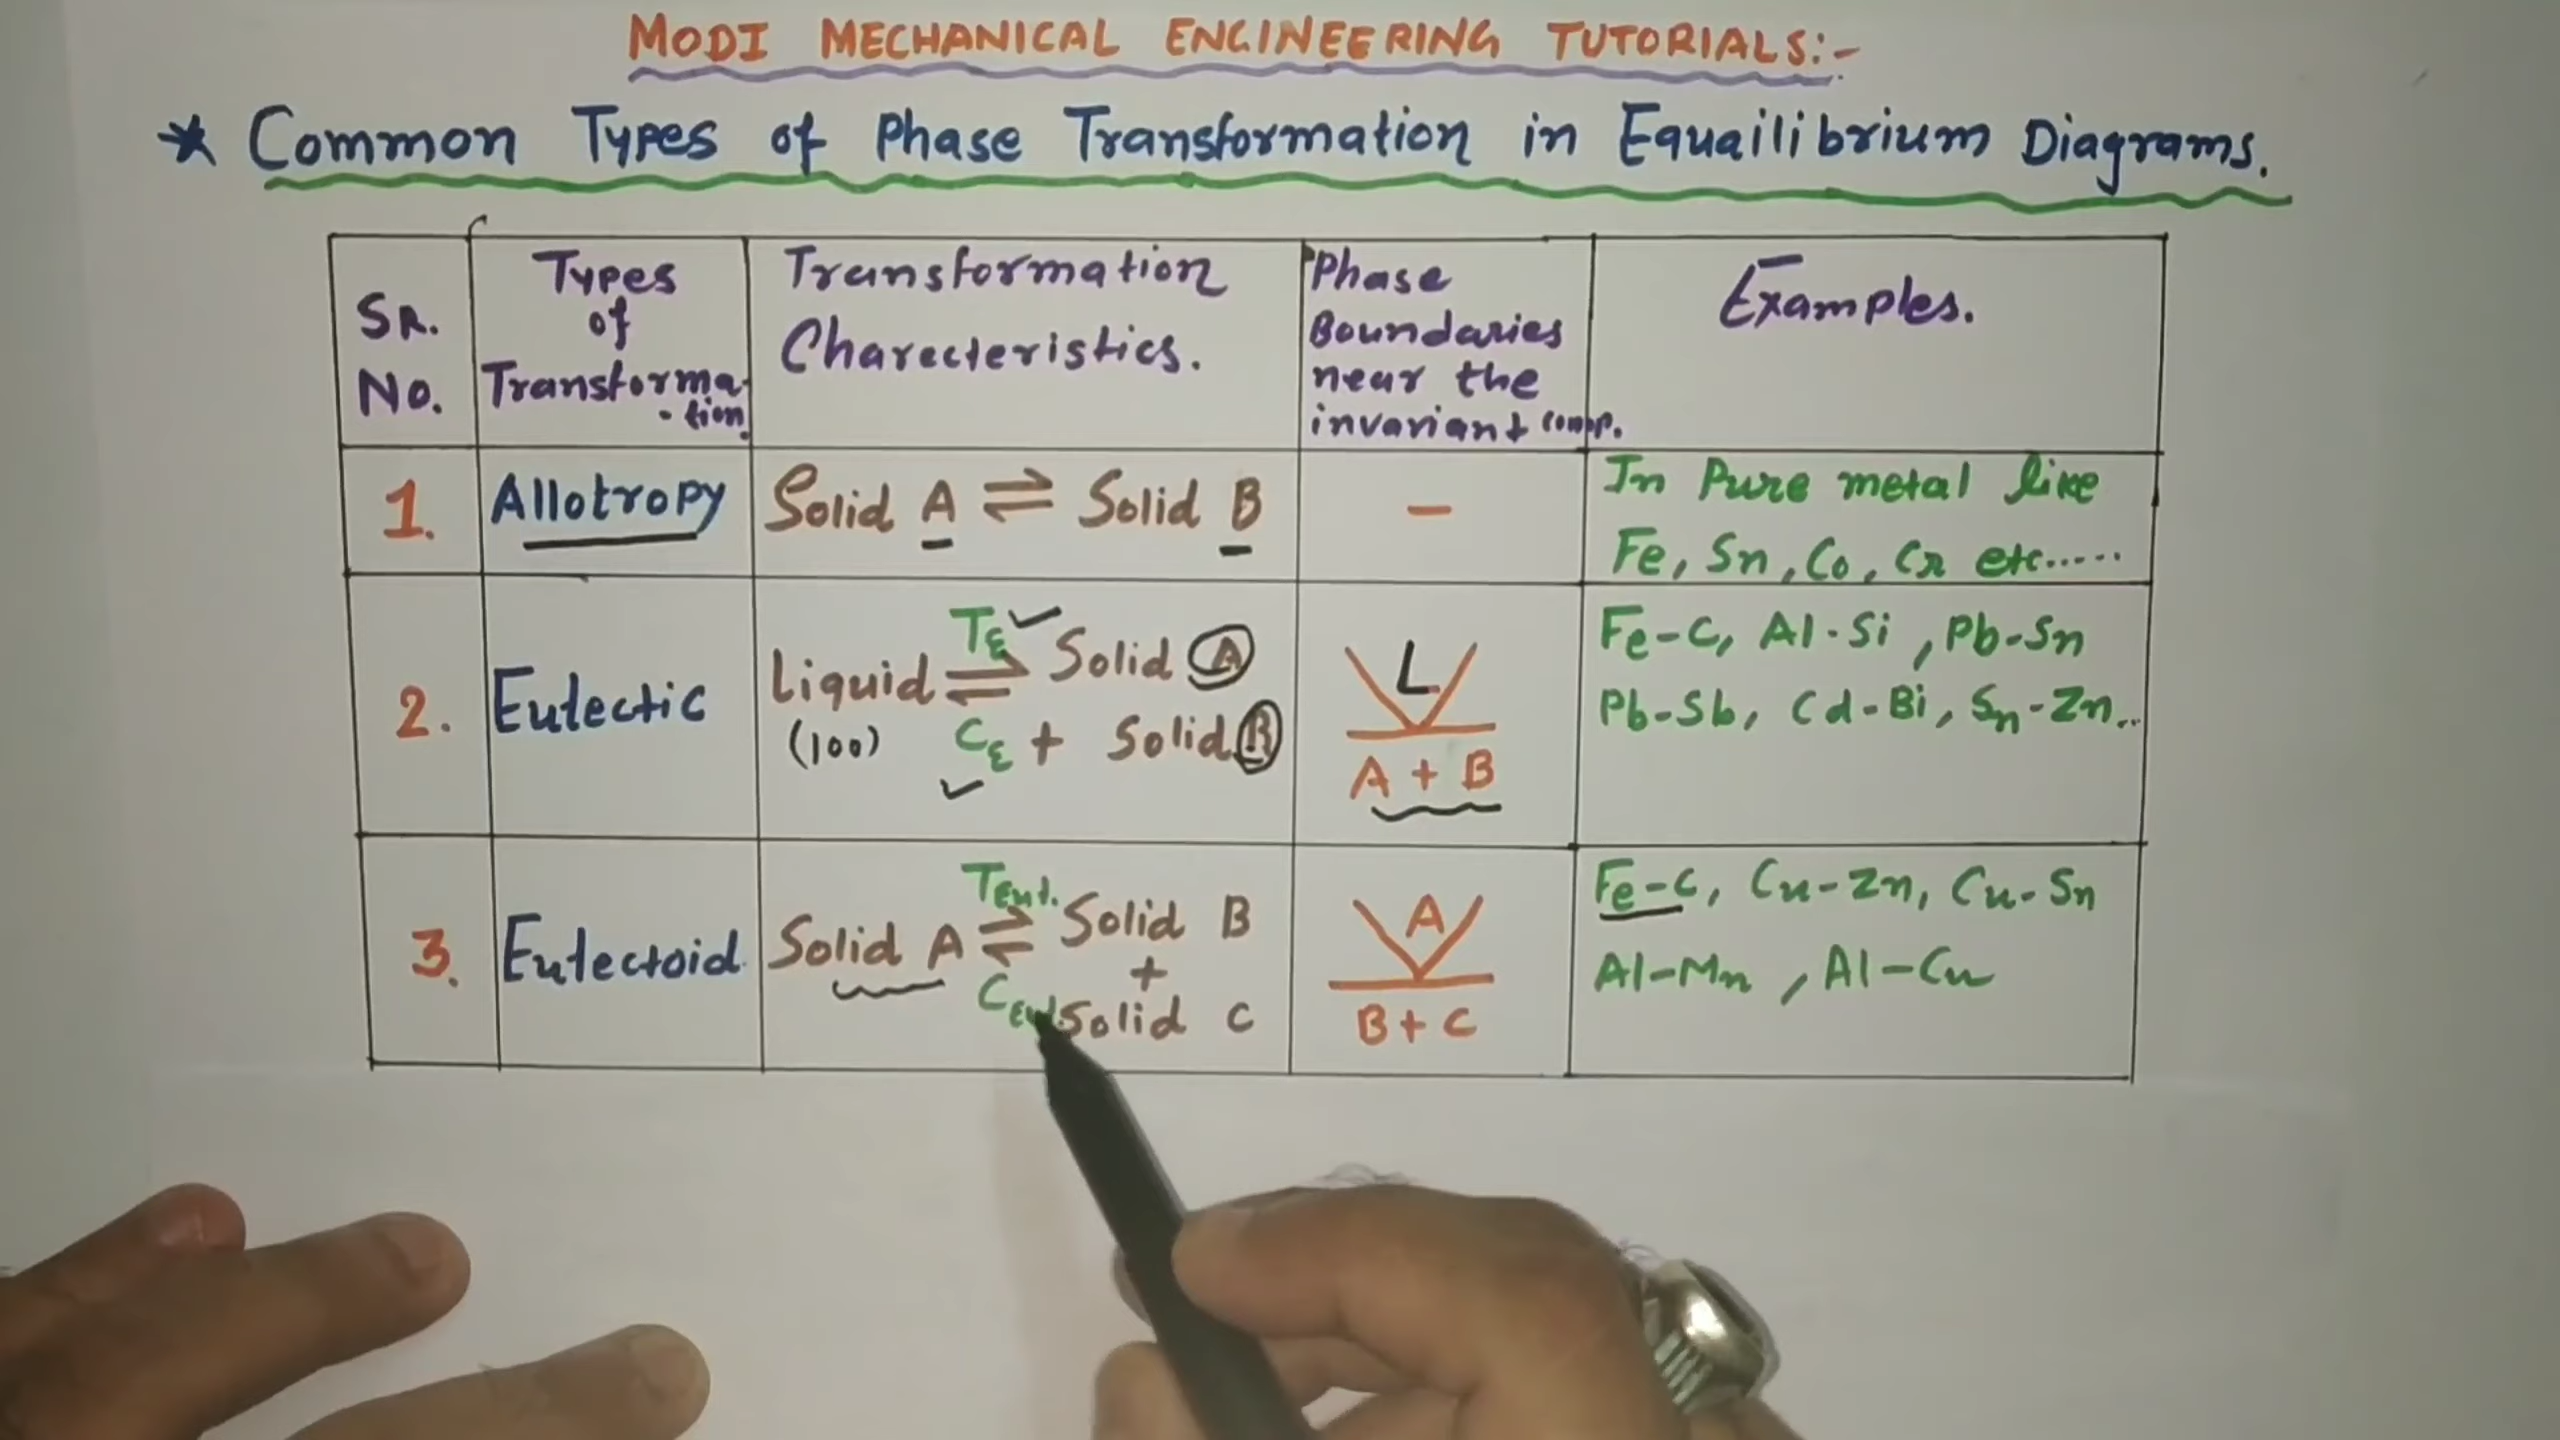 MODI MECHANICAL ENGINEERING TUTORIALS:-
* Common Types of Phase Transformation in Equailibrium Diagrams.
Sr. No.
Types of Transforma-tion.
Transformation Charecteristics.
Phase Boundaries near the invariant comp.
Examples.
1.
Allotropy
Solid A ⇌ Solid B
-
In Pure metal like
Fe, Sn, Co, Cr etc.....
2.
Eutectic
TE
Liquid ⇌ Solid A
(100) CE + Solid B
L
A + B
Fe-C, Al-Si, Pb-Sn
Pb-Sb, Cd-Bi, Sn-Zn..
3.
Eutectoid.
TEut.
Solid A ⇌ Solid B
+
CEut. Solid C
A
B + C
Fe-C, Cu-Zn, Cu-Sn
Al-Mn, Al-Cu